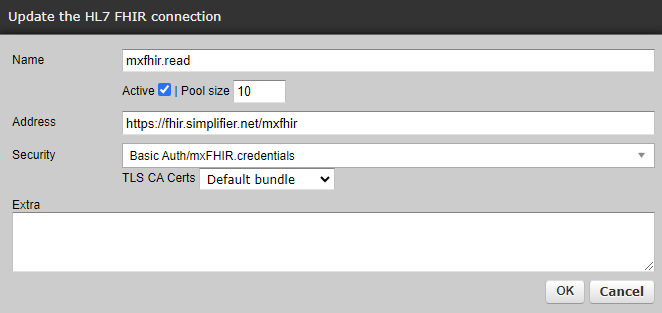 Update the HL7 FHIR connection
Name mxfhir.read
Active | Pool size 10
Address https://fhir.simplifier.net/mxfhir
Security Basic Auth/mxFHIR.credentials
TLS CA Certs Default bundle
Extra
OK Cancel